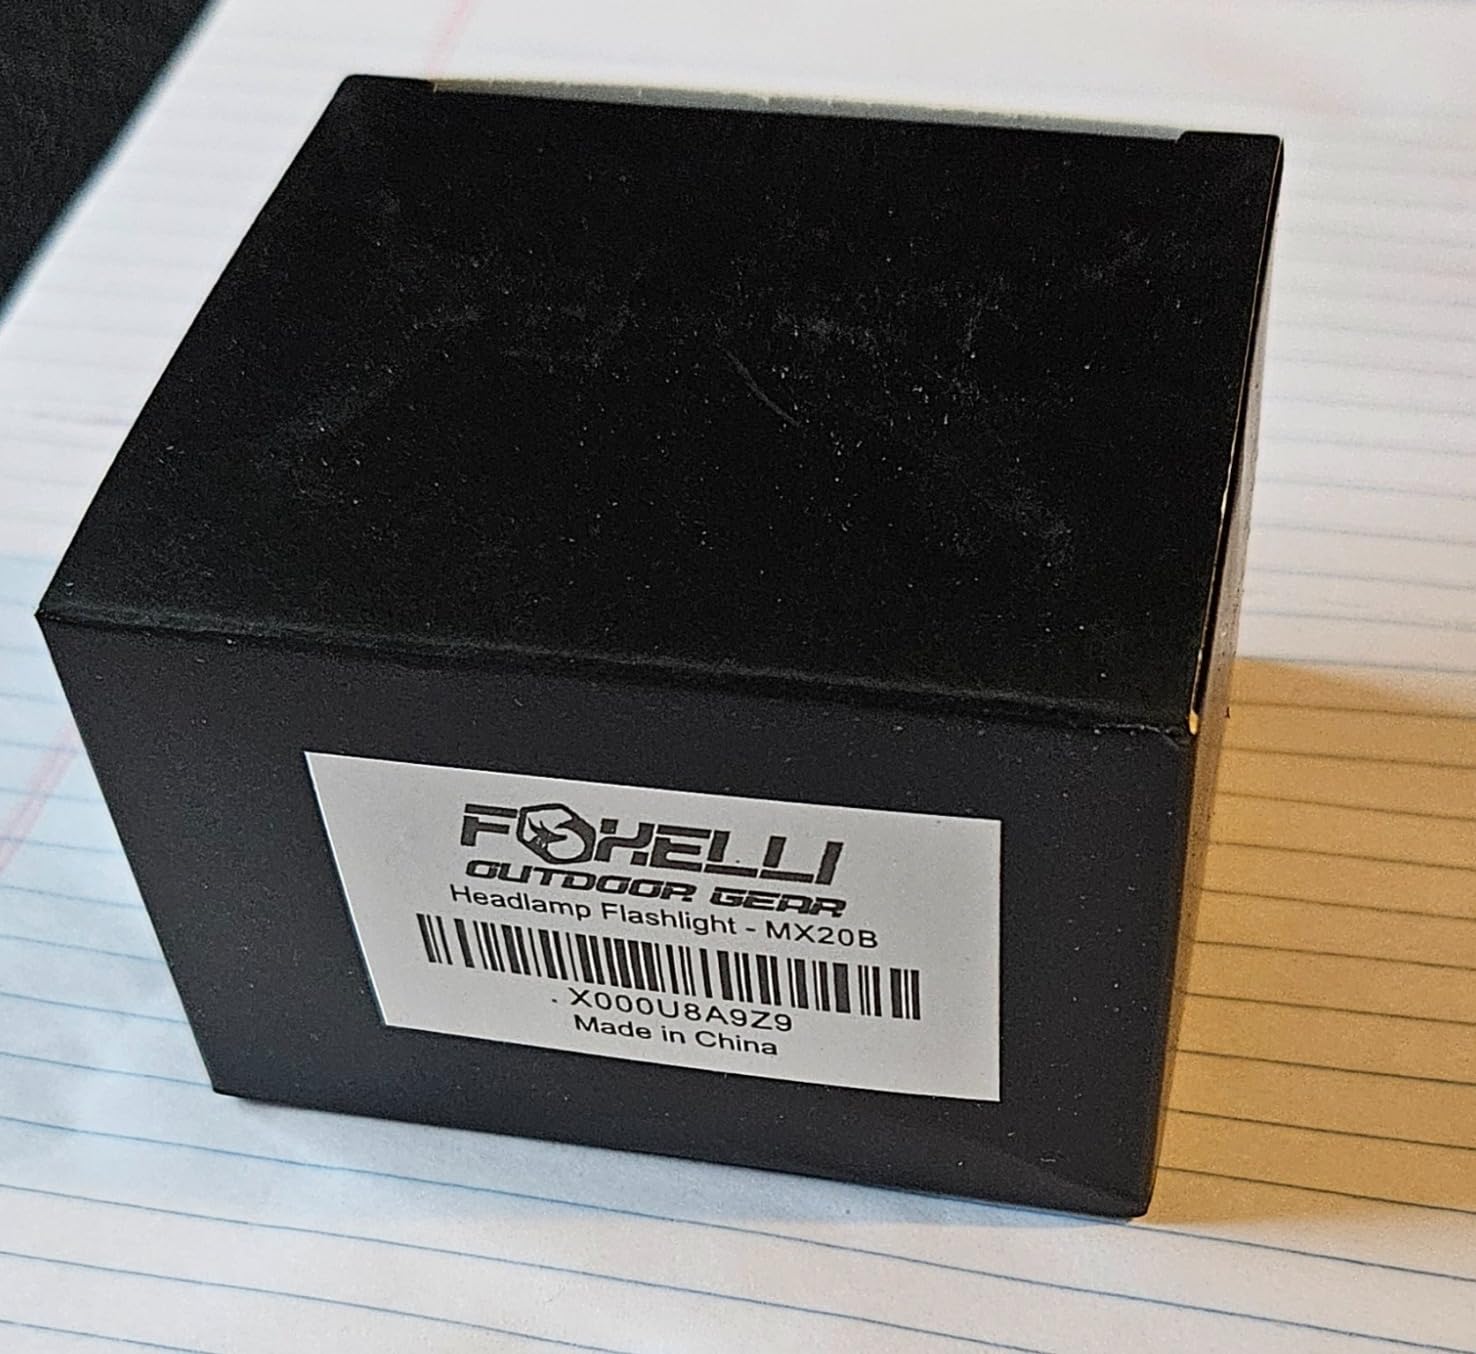 FOXELLI
OUTDOOR GEAR
Headlamp Flashlight - MX20B
X000U8A9Z9
Made in China